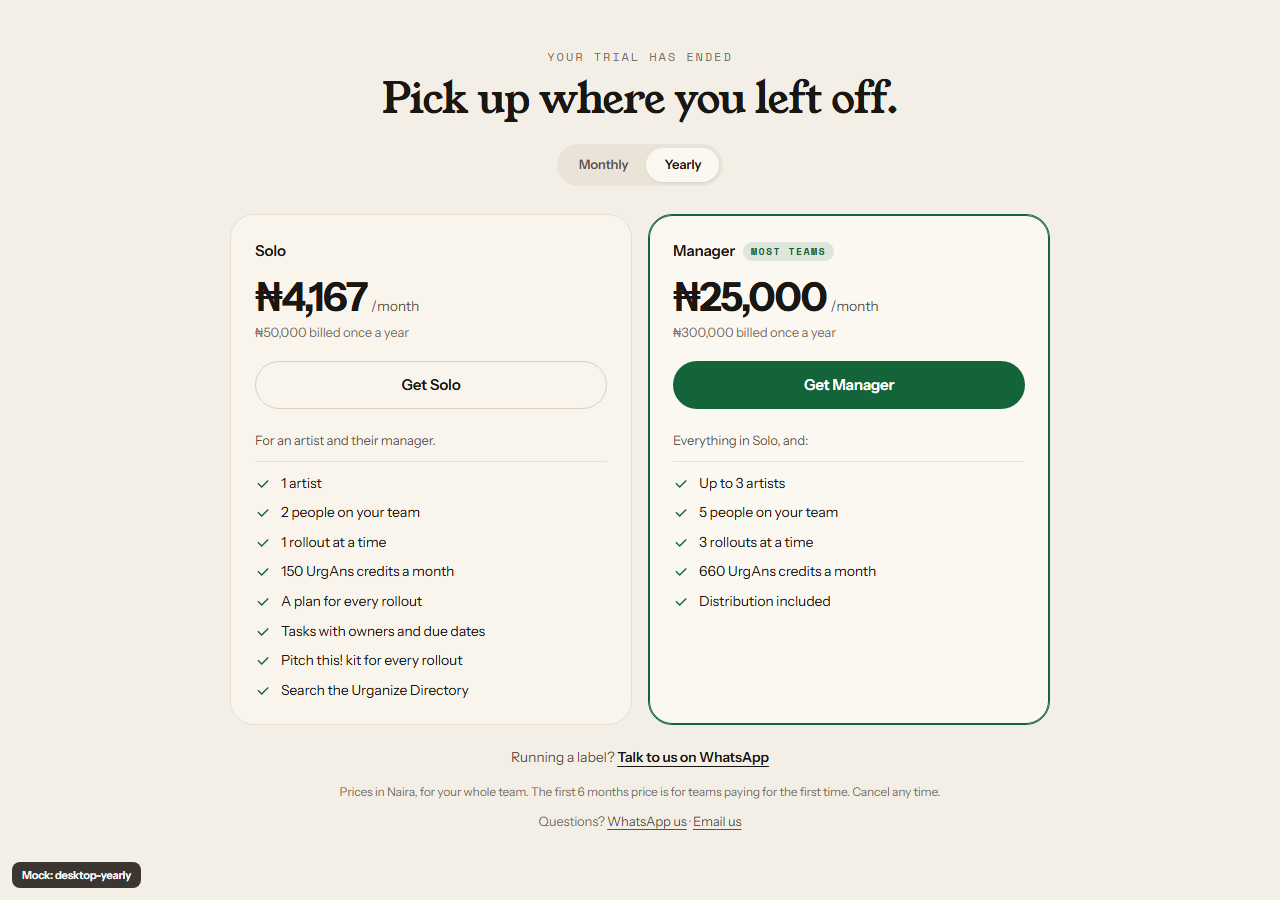 YOUR TRIAL HAS ENDED
Pick up where you left off.
Monthly Yearly
Solo
₦4,167 /month
₦50,000 billed once a year
Get Solo
For an artist and their manager.
1 artist
2 people on your team
1 rollout at a time
150 UrgAns credits a month
A plan for every rollout
Tasks with owners and due dates
Pitch this! kit for every rollout
Search the Urganize Directory
Manager MOST TEAMS
₦25,000 /month
₦300,000 billed once a year
Get Manager
Everything in Solo, and:
Up to 3 artists
5 people on your team
3 rollouts at a time
660 UrgAns credits a month
Distribution included
Running a label? Talk to us on WhatsApp
Prices in Naira, for your whole team. The first 6 months price is for teams paying for the first time. Cancel any time.
Questions? WhatsApp us · Email us
Mock: desktop-yearly